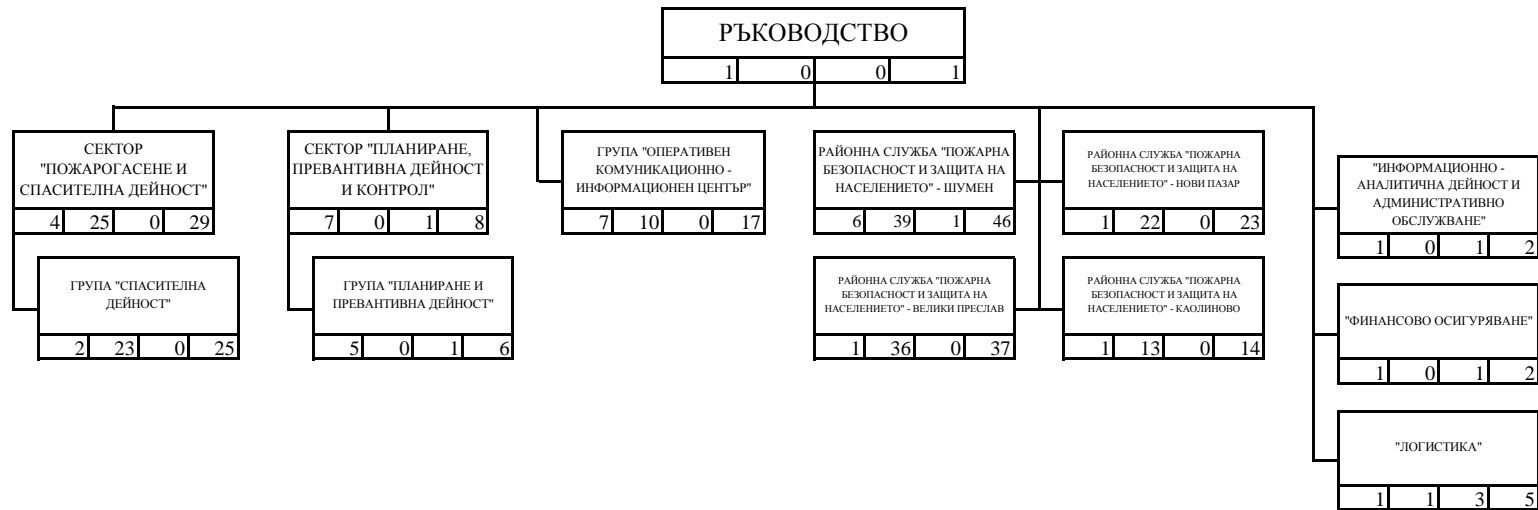 РЪКОВОДСТВО
1 0 0 1
СЕКТОР
"ПОЖАРОГАСЕНЕ И
СПАСИТЕЛНА ДЕЙНОСТ"
4 25 0 29
ГРУПА "СПАСИТЕЛНА
ДЕЙНОСТ"
2 23 0 25
СЕКТОР "ПЛАНИРАНЕ,
ПРЕВАНТИВНА ДЕЙНОСТ
И КОНТРОЛ"
7 0 1 8
ГРУПА "ПЛАНИРАНЕ И
ПРЕВАНТИВНА ДЕЙНОСТ"
5 0 1 6
ГРУПА "ОПЕРАТИВЕН
КОМУНИКАЦИОННО -
ИНФОРМАЦИОНЕН ЦЕНТЪР"
7 10 0 17
РАЙОННА СЛУЖБА "ПОЖАРНА
БЕЗОПАСНОСТ И ЗАЩИТА НА
НАСЕЛЕНИЕТО" - ШУМЕН
6 39 1 46
РАЙОННА СЛУЖБА "ПОЖАРНА
БЕЗОПАСНОСТ И ЗАЩИТА НА
НАСЕЛЕНИЕТО" - НОВИ ПАЗАР
1 22 0 23
РАЙОННА СЛУЖБА "ПОЖАРНА
БЕЗОПАСНОСТ И ЗАЩИТА НА
НАСЕЛЕНИЕТО" - ВЕЛИКИ ПРЕСЛАВ
1 36 0 37
РАЙОННА СЛУЖБА "ПОЖАРНА
БЕЗОПАСНОСТ И ЗАЩИТА НА
НАСЕЛЕНИЕТО" - КАОЛИНОВО
1 13 0 14
"ИНФОРМАЦИОННО -
АНАЛИТИЧНА ДЕЙНОСТ И
АДМИНИСТРАТИВНО
ОБСЛУЖВАНЕ"
1 0 1 2
"ФИНАНСОВО ОСИГУРЯВАНЕ"
1 0 1 2
"ЛОГИСТИКА"
1 1 3 5